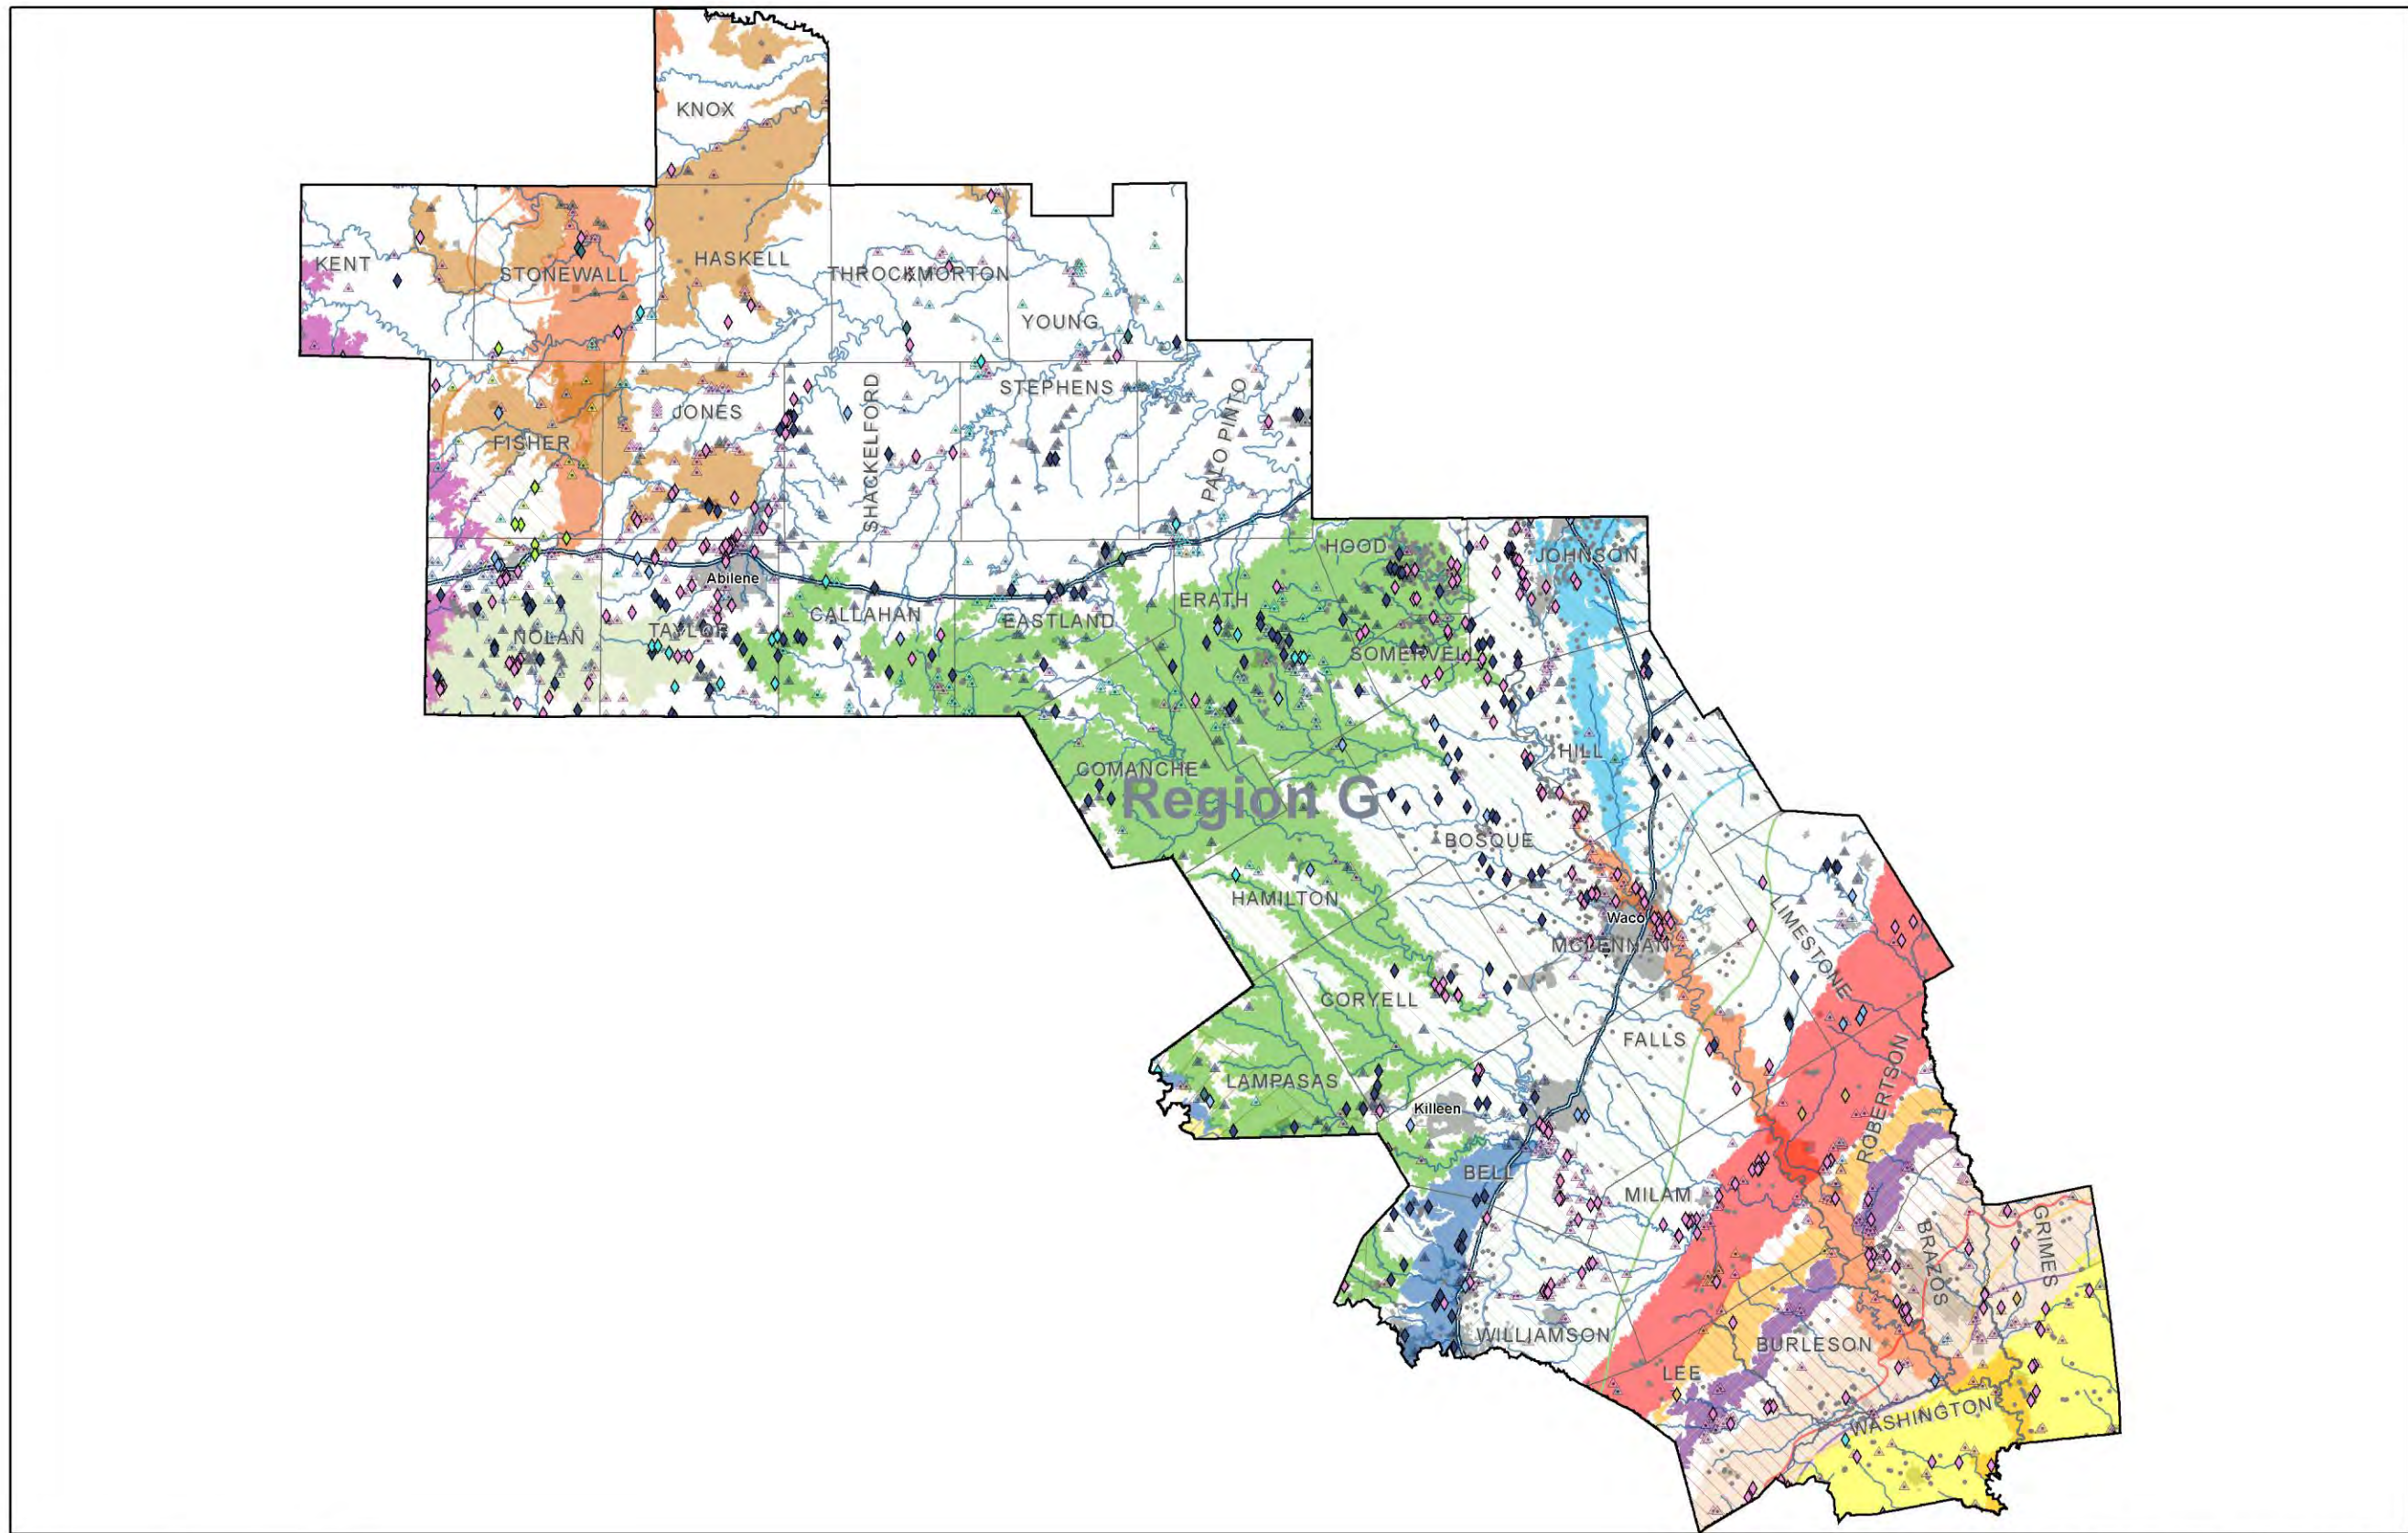 KNOX
KENT
STONEWALL
HASKELL
THROCKMORTON
YOUNG
FISHER
JONES
SHACKELFORD
STEPHENS
PALO PINTO
Abilene
NOLAN
TAYLOR
CALLAHAN
EASTLAND
ERATH
HOOD
JOHNSON
SOMERVELL
COMANCHE
Region G
HILL
BOSQUE
HAMILTON
Waco
MCLENNAN
LIMESTONE
CORYELL
FALLS
LAMPASAS
Killeen
ROBERTSON
BELL
MILAM
BRAZOS
GRIMES
WILLIAMSON
BURLESON
LEE
WASHINGTON